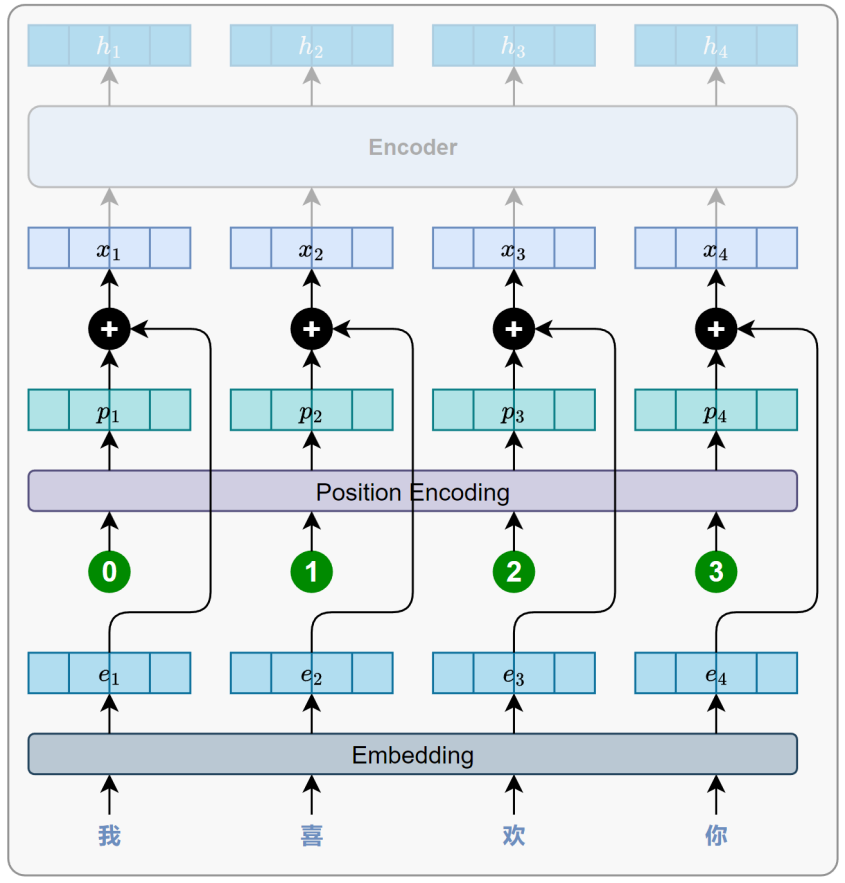 h₁ h₂ h₃ h₄
Encoder
x₁ x₂ x₃ x₄
+ + + +
p₁ p₂ p₃ p₄
Position Encoding
0 1 2 3
e₁ e₂ e₃ e₄
Embedding
我 喜 欢 你